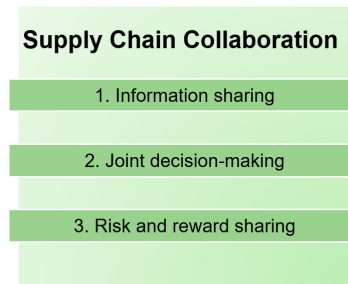 Supply Chain Collaboration
1. Information sharing
2. Joint decision-making
3. Risk and reward sharing